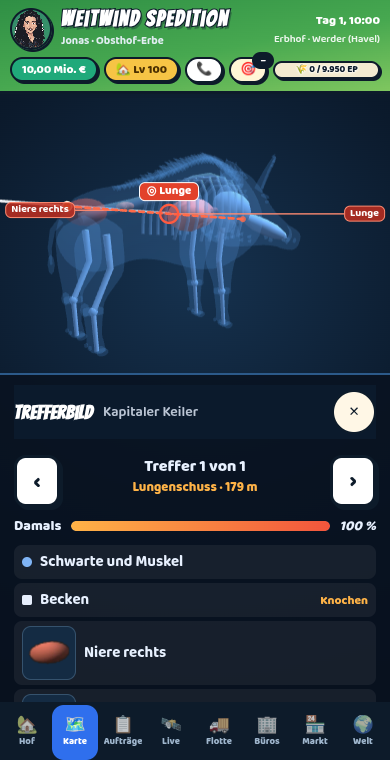 WEITWIND SPEDITION
Jonas · Obsthof-Erbe
Tag 1, 10:00
Erbhof · Werder (Havel)
10,00 Mio. €
Lv 100
–
0 / 9.950 EP
Lunge
Niere rechts
Lunge
TREFFERBILD
Kapitaler Keiler
×
‹
Treffer 1 von 1
Lungenschuss · 179 m
›
Damals
100 %
Schwarte und Muskel
Becken
Knochen
Niere rechts
Hof
Karte
Aufträge
Live
Flotte
Büros
Markt
Welt